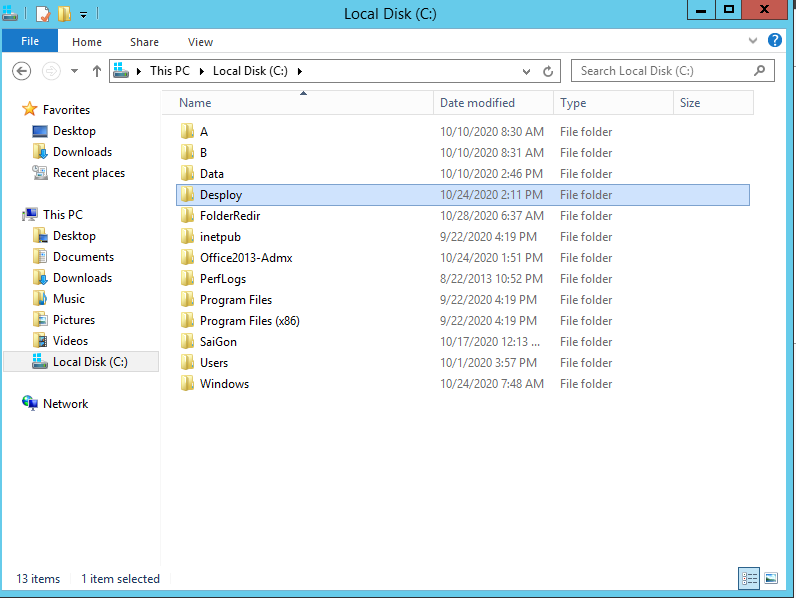 Local Disk (C:)
File Home Share View
This PC Local Disk (C:) Search Local Disk (C:)
Favorites
Desktop
Downloads
Recent places
This PC
Desktop
Documents
Downloads
Music
Pictures
Videos
Local Disk (C:)
Network
Name Date modified Type Size
A 10/10/2020 8:30 AM File folder
B 10/10/2020 8:31 AM File folder
Data 10/10/2020 2:46 PM File folder
Desploy 10/24/2020 2:11 PM File folder
FolderRedir 10/28/2020 6:37 AM File folder
inetpub 9/22/2020 4:19 PM File folder
Office2013-Admx 10/24/2020 1:51 PM File folder
PerfLogs 8/22/2013 10:52 PM File folder
Program Files 9/22/2020 4:19 PM File folder
Program Files (x86) 9/22/2020 4:19 PM File folder
SaiGon 10/17/2020 12:13 ... File folder
Users 10/1/2020 3:57 PM File folder
Windows 10/24/2020 7:48 AM File folder
13 items 1 item selected